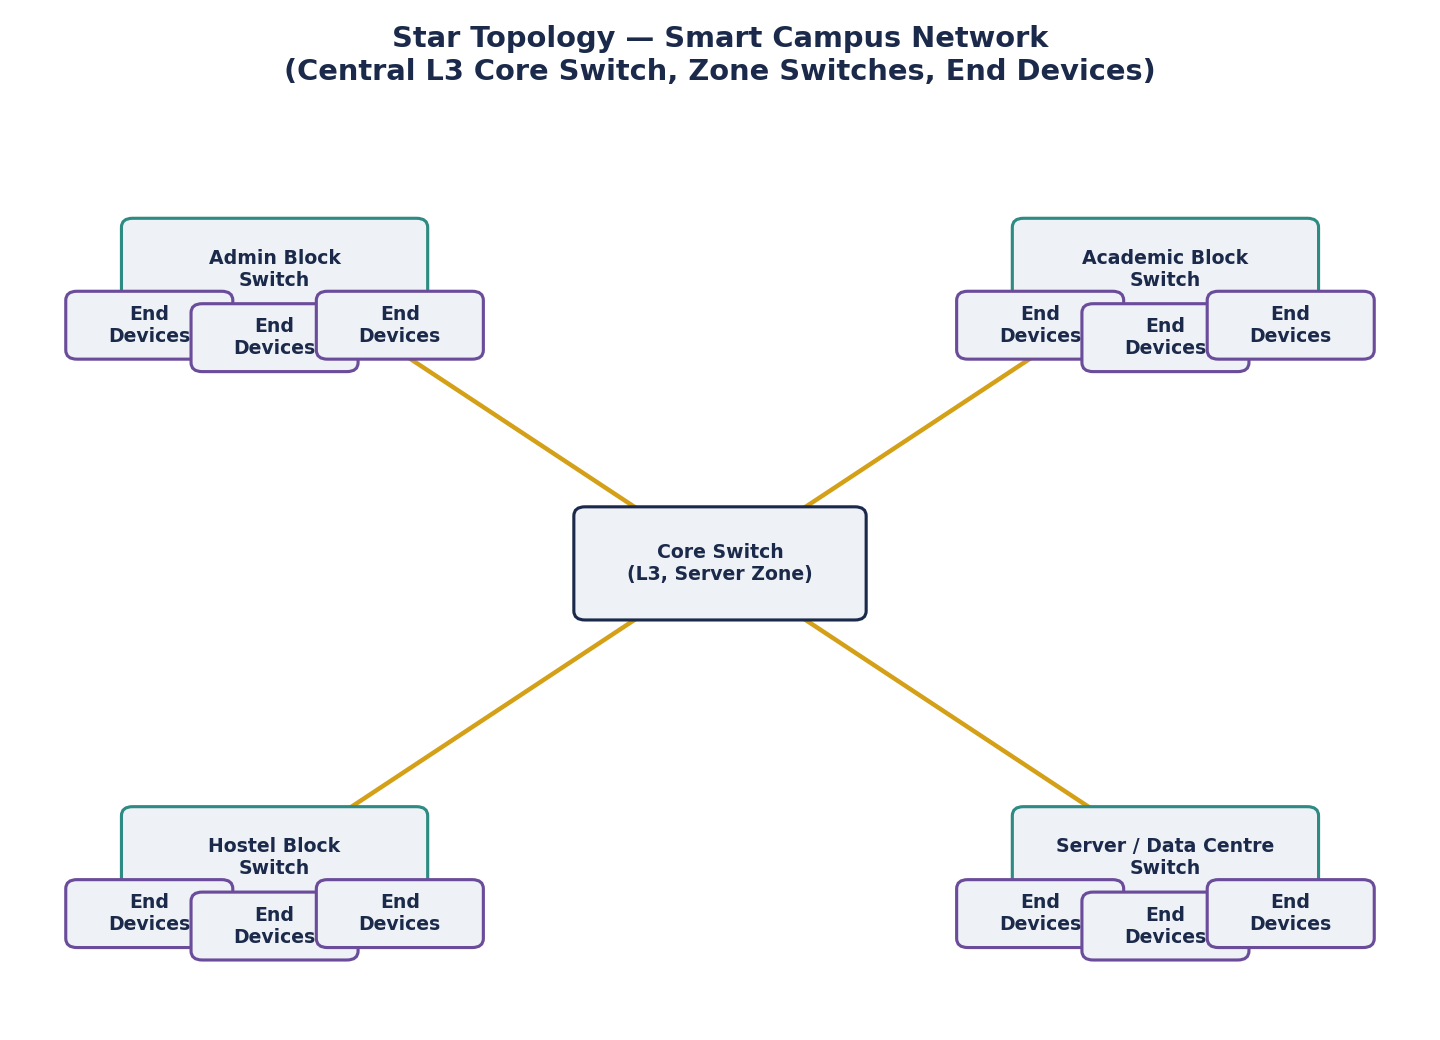 Star Topology — Smart Campus Network
(Central L3 Core Switch, Zone Switches, End Devices)
Admin Block
Switch
End
Devices
End
Devices
End
Devices
Academic Block
Switch
End
Devices
End
Devices
End
Devices
Core Switch
(L3, Server Zone)
Hostel Block
Switch
End
Devices
End
Devices
End
Devices
Server / Data Centre
Switch
End
Devices
End
Devices
End
Devices